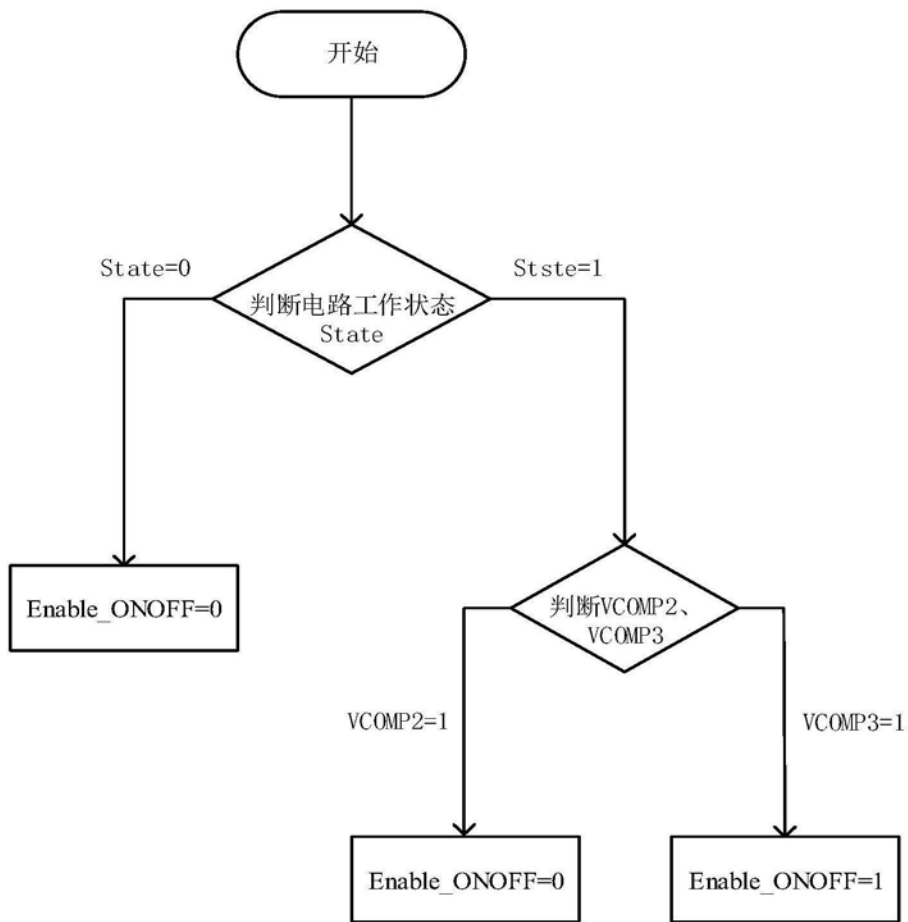 开始
State=0
Stste=1
判断电路工作状态
State
Enable_ONOFF=0
判断VCOMP2、
VCOMP3
VCOMP2=1
VCOMP3=1
Enable_ONOFF=0
Enable_ONOFF=1